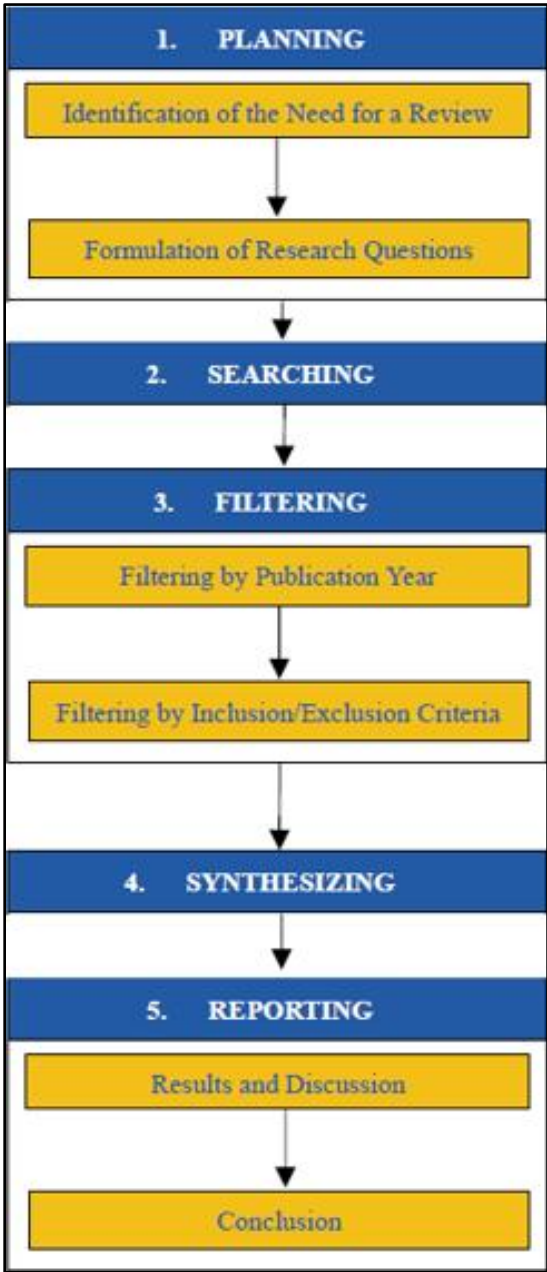 1. PLANNING
Identification of the Need for a Review
Formulation of Research Questions
2. SEARCHING
3. FILTERING
Filtering by Publication Year
Filtering by Inclusion/Exclusion Criteria
4. SYNTHESIZING
5. REPORTING
Results and Discussion
Conclusion